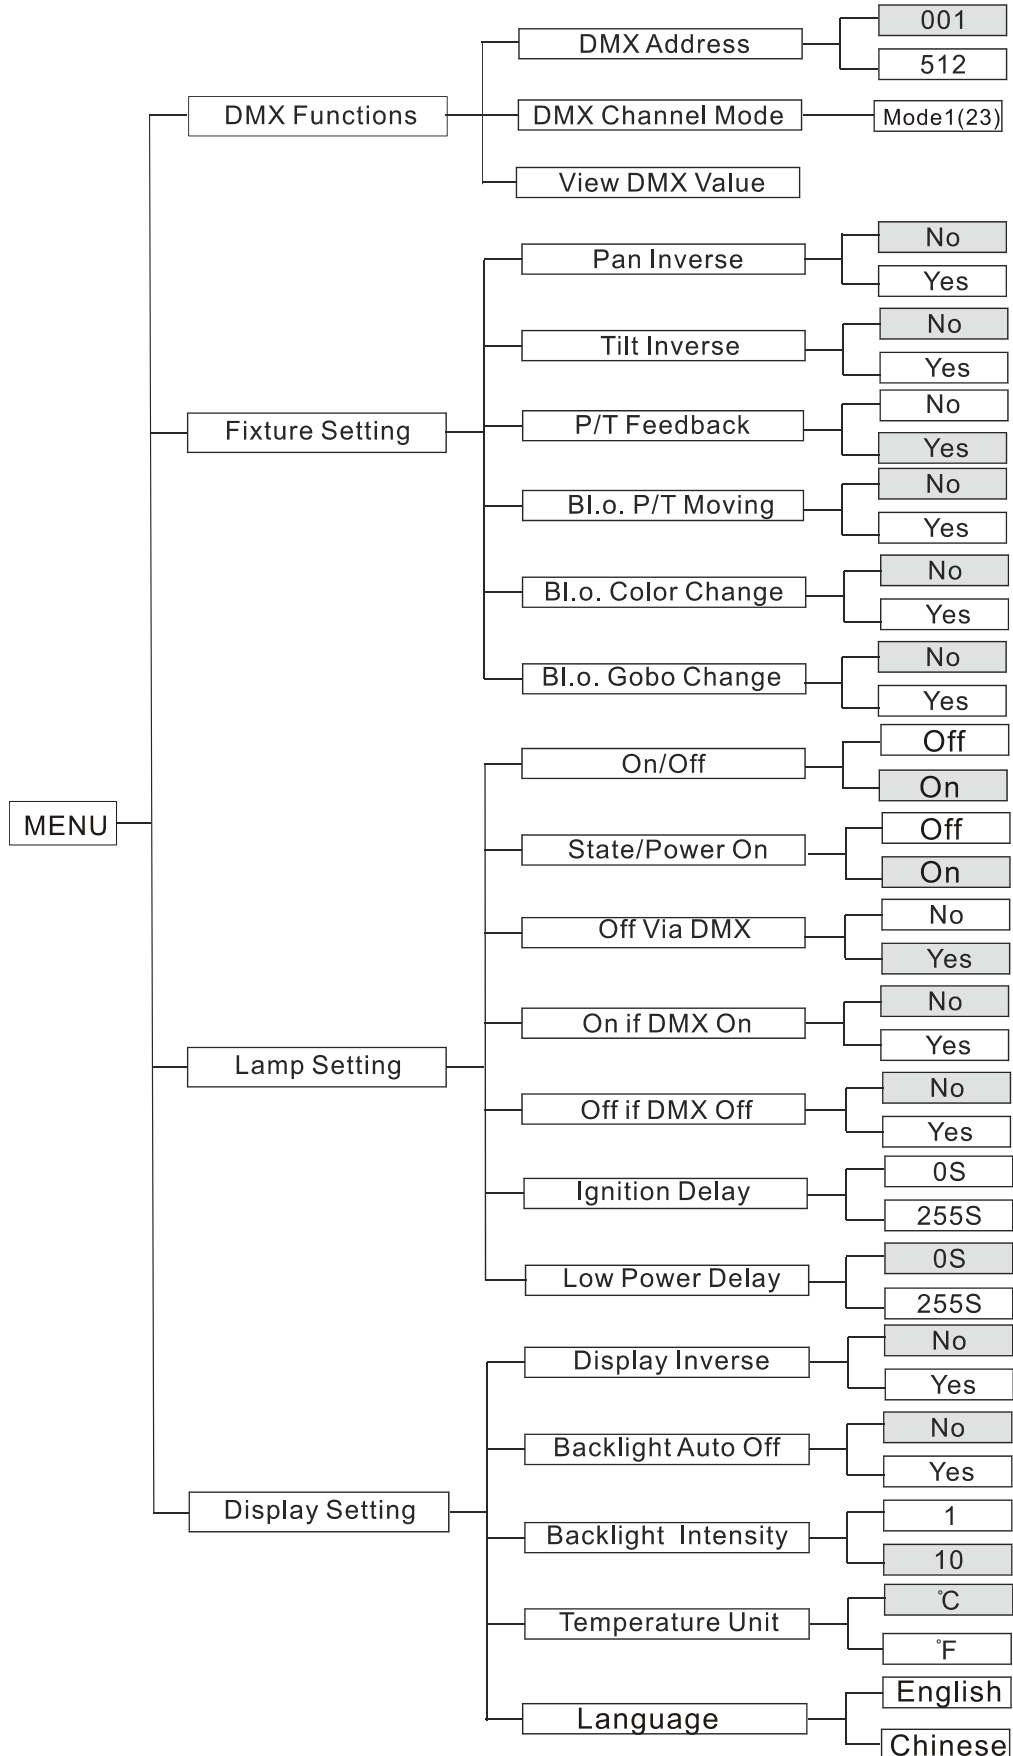 MENU
DMX Functions
DMX Address
001
512
DMX Channel Mode
Mode1(23)
View DMX Value
Fixture Setting
Pan Inverse
No
Yes
Tilt Inverse
No
Yes
P/T Feedback
No
Yes
Bl.o. P/T Moving
No
Yes
Bl.o. Color Change
No
Yes
Bl.o. Gobo Change
No
Yes
Lamp Setting
On/Off
Off
On
State/Power On
Off
On
Off Via DMX
No
Yes
On if DMX On
No
Yes
Off if DMX Off
No
Yes
Ignition Delay
0S
255S
Low Power Delay
0S
255S
Display Setting
Display Inverse
No
Yes
Backlight Auto Off
No
Yes
Backlight Intensity
1
10
Temperature Unit
℃
℉
Language
English
Chinese